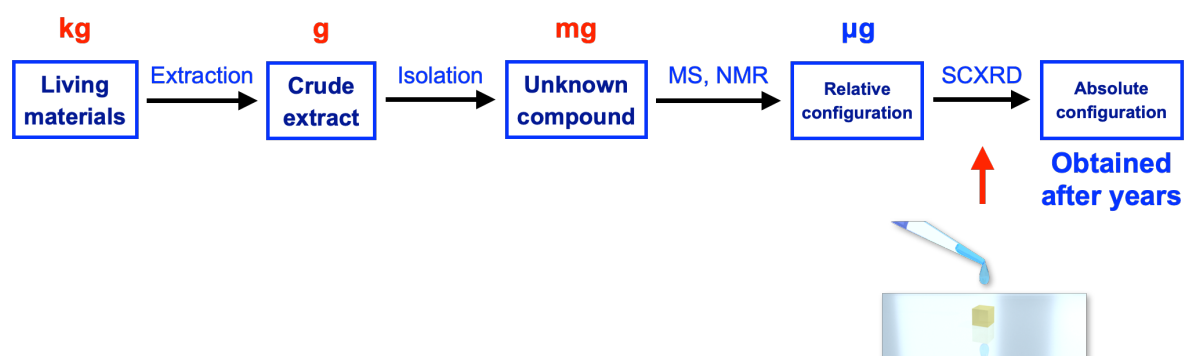 kg
g
mg
µg
Living
materials
Extraction
Crude
extract
Isolation
Unknown
compound
MS, NMR
Relative
configuration
SCXRD
Absolute
configuration
Obtained
after years